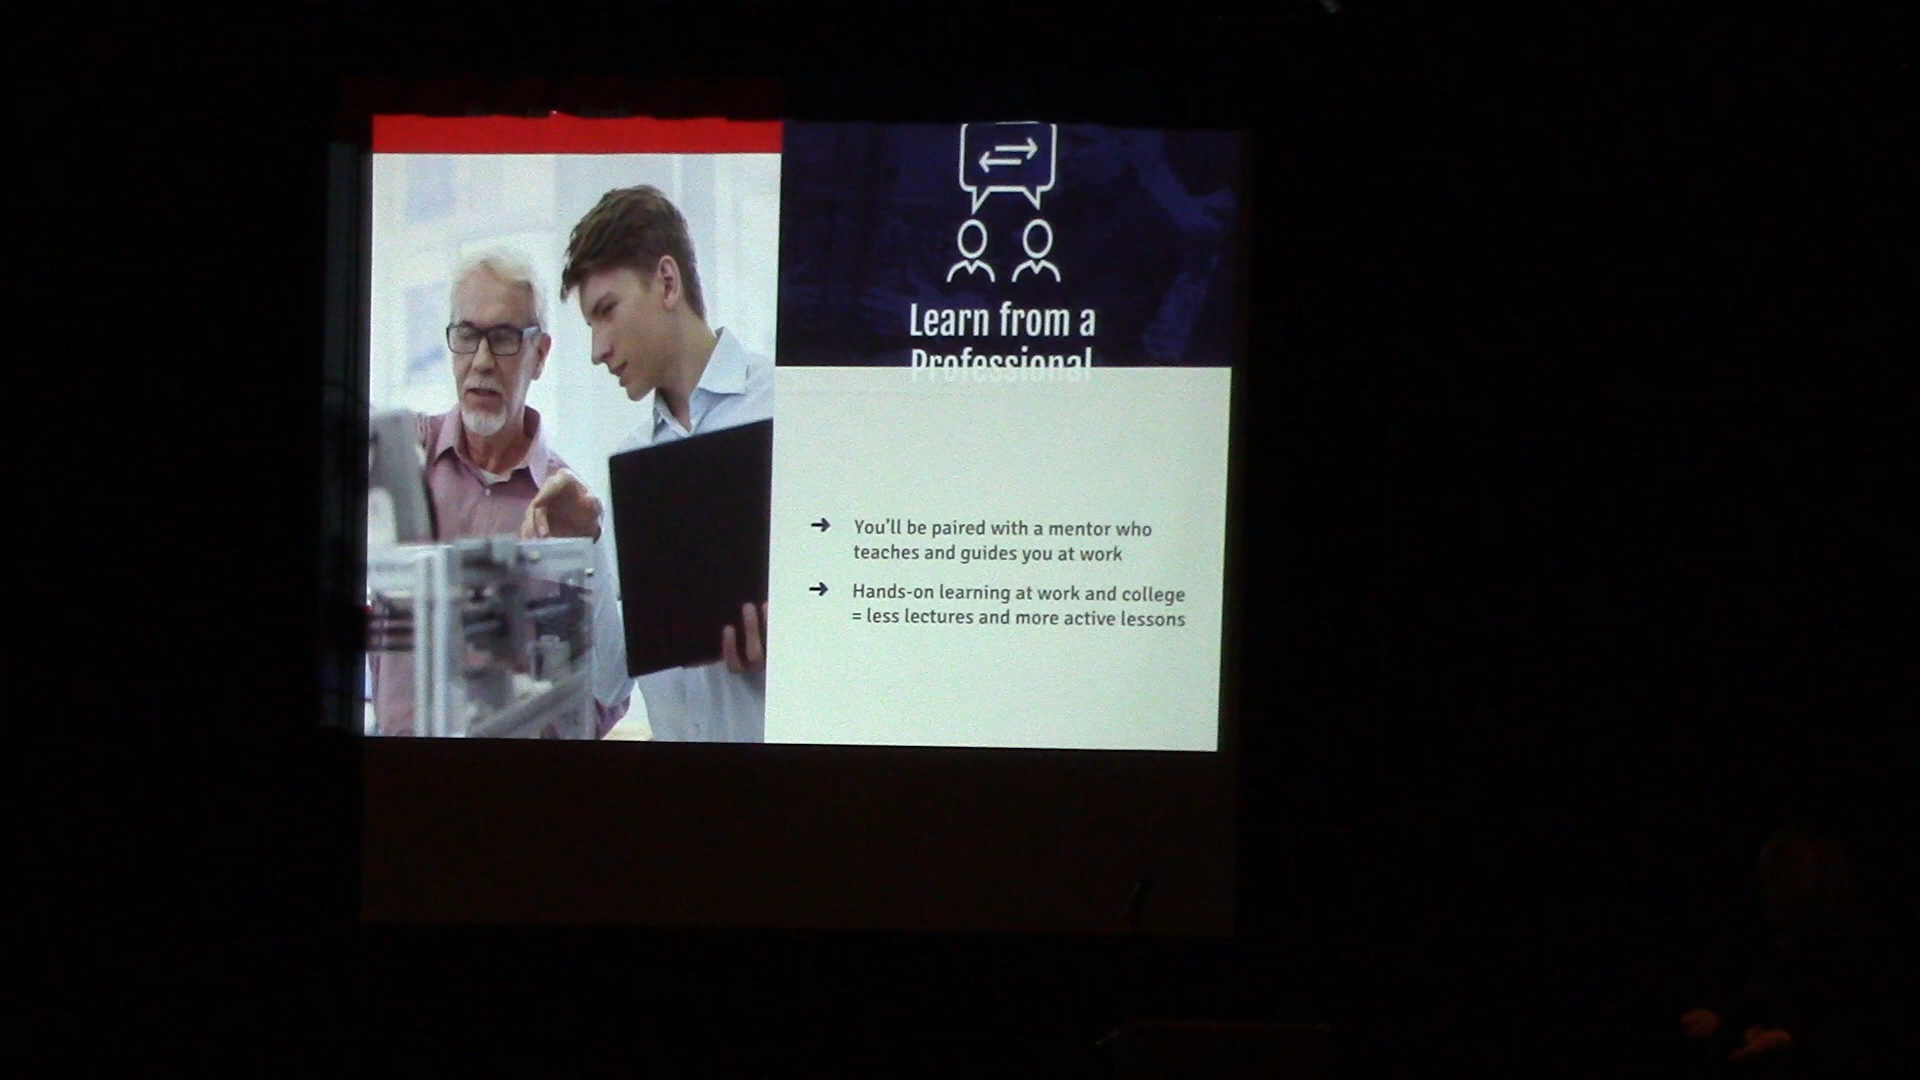 Learn from a
Professional
➔ You'll be paired with a mentor who
teaches and guides you at work
➔ Hands-on learning at work and college
= less lectures and more active lessons